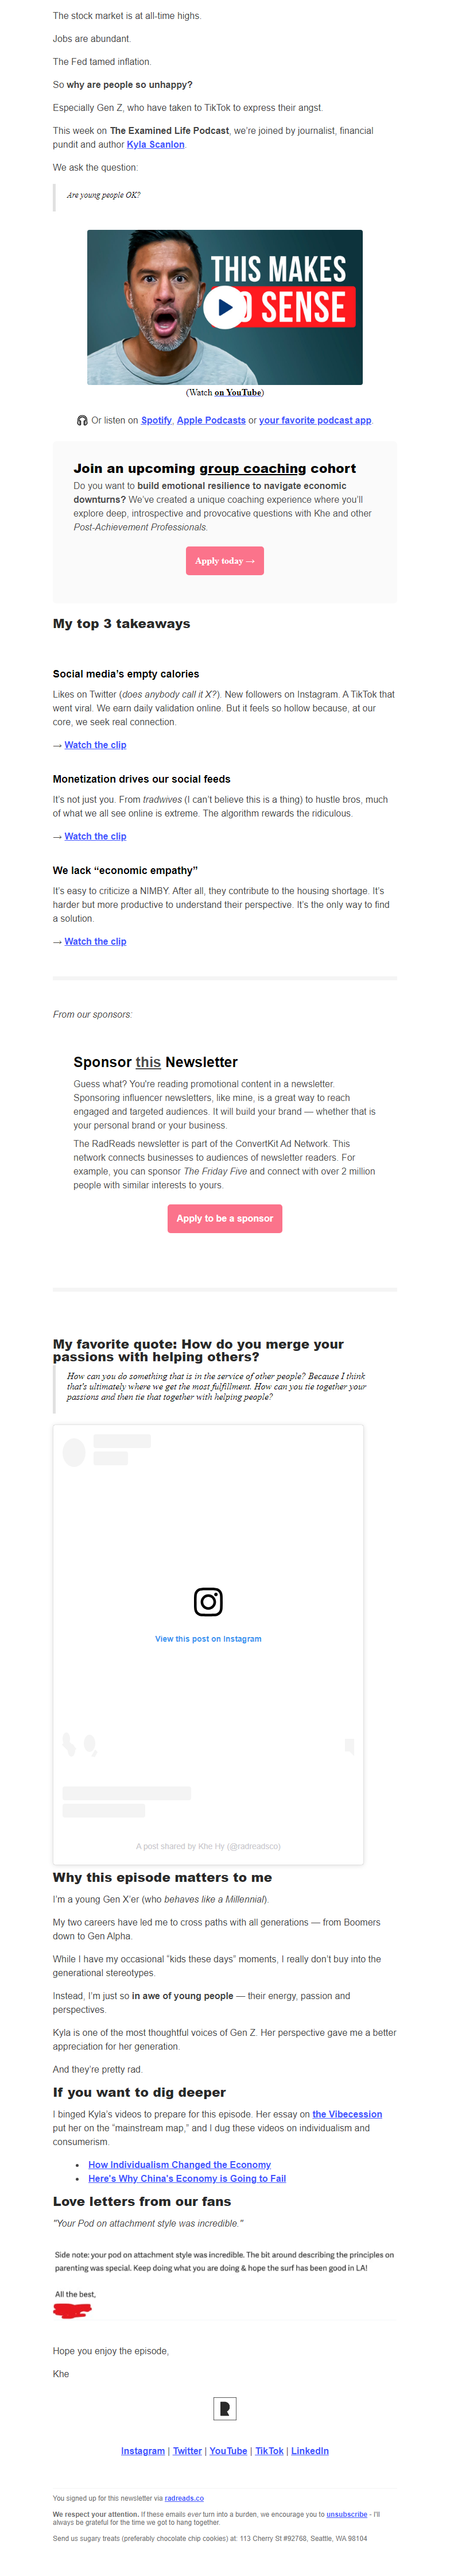 The stock market is at all-time highs.
Jobs are abundant.
The Fed tamed inflation.
So why are people so unhappy?
Especially Gen Z, who have taken to TikTok to express their angst.
This week on The Examined Life Podcast, we're joined by journalist, financial
pundit and author Kyla Scanlon.
We ask the question:
Are young people OK?
THIS MAKES
O SENSE
(Watch on YouTube)
🎧 Or listen on Spotify, Apple Podcasts or your favorite podcast app.
Join an upcoming group coaching cohort
Do you want to build emotional resilience to navigate economic
downturns? We've created a unique coaching experience where you'll
explore deep, introspective and provocative questions with Khe and other
Post-Achievement Professionals.
Apply today →
My top 3 takeaways
Social media's empty calories
Likes on Twitter (does anybody call it X?). New followers on Instagram. A TikTok that
went viral. We earn daily validation online. But it feels so hollow because, at our
core, we seek real connection.
→ Watch the clip
Monetization drives our social feeds
It's not just you. From tradwives (I can't believe this is a thing) to hustle bros, much
of what we all see online is extreme. The algorithm rewards the ridiculous.
→ Watch the clip
We lack “economic empathy”
It's easy to criticize a NIMBY. After all, they contribute to the housing shortage. It's
harder but more productive to understand their perspective. It's the only way to find
a solution.
→ Watch the clip
From our sponsors:
Sponsor this Newsletter
Guess what? You're reading promotional content in a newsletter.
Sponsoring influencer newsletters, like mine, is a great way to reach
engaged and targeted audiences. It will build your brand — whether that is
your personal brand or your business.
The RadReads newsletter is part of the ConvertKit Ad Network. This
network connects businesses to audiences of newsletter readers. For
example, you can sponsor The Friday Five and connect with over 2 million
people with similar interests to yours.
Apply to be a sponsor
My favorite quote: How do you merge your
passions with helping others?
How can you do something that is in the service of other people? Because I think
that's ultimately where we get the most fulfillment. How can you tie together your
passions and then tie that together with helping people?
View this post on Instagram
A post shared by Khe Hy (@radreadsco)
Why this episode matters to me
I'm a young Gen X'er (who behaves like a Millennial).
My two careers have led me to cross paths with all generations — from Boomers
down to Gen Alpha.
While I have my occasional “kids these days” moments, I really don't buy into the
generational stereotypes.
Instead, I'm just so in awe of young people — their energy, passion and
perspectives.
Kyla is one of the most thoughtful voices of Gen Z. Her perspective gave me a better
appreciation for her generation.
And they're pretty rad.
If you want to dig deeper
I binged Kyla's videos to prepare for this episode. Her essay on the Vibecession
put her on the “mainstream map,” and I dug these videos on individualism and
consumerism.
• How Individualism Changed the Economy
• Here's Why China's Economy is Going to Fail
Love letters from our fans
"Your Pod on attachment style was incredible."
Side note: your pod on attachment style was incredible. The bit around describing the principles on
parenting was special. Keep doing what you are doing & hope the surf has been good in LA!
All the best,
Hope you enjoy the episode,
Khe
R
Instagram | Twitter | YouTube | TikTok | LinkedIn
You signed up for this newsletter via radreads.co
We respect your attention. If these emails ever turn into a burden, we encourage you to unsubscribe - I'll
always be grateful for the time we got to hang together.
Send us sugary treats (preferably chocolate chip cookies) at: 113 Cherry St #92768, Seattle, WA 98104